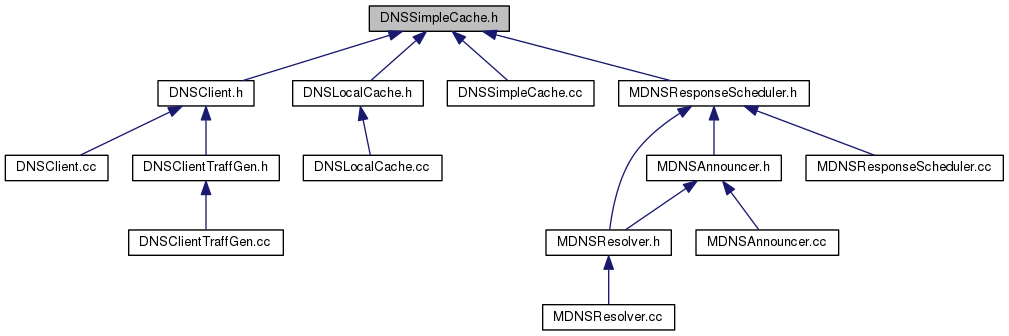 DNSSimpleCache.h
DNSClient.h
DNSLocalCache.h
DNSSimpleCache.cc
MDNSResponseScheduler.h
DNSClient.cc
DNSClientTraffGen.h
DNSLocalCache.cc
MDNSAnnouncer.h
MDNSResponseScheduler.cc
DNSClientTraffGen.cc
MDNSResolver.h
MDNSAnnouncer.cc
MDNSResolver.cc